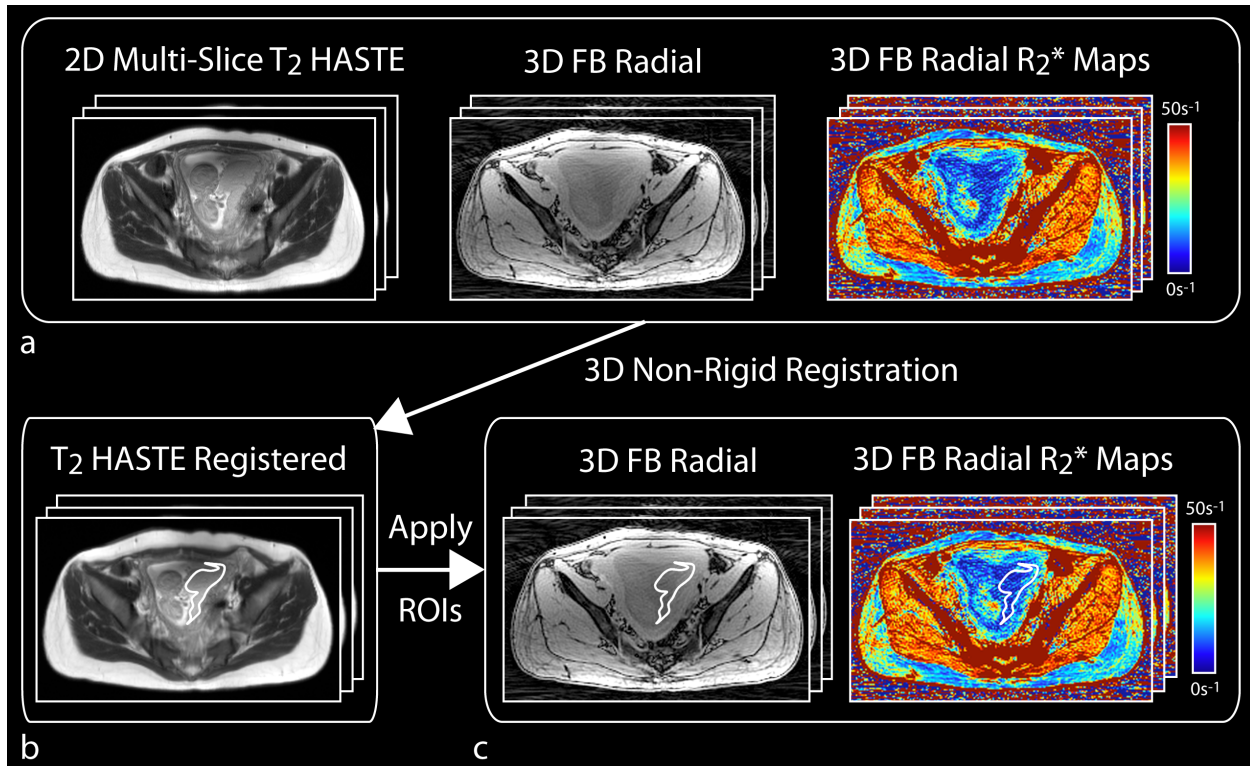 2D Multi-Slice T2 HASTE
3D FB Radial
3D FB Radial R2* Maps
50s-1
0s-1
a
3D Non-Rigid Registration
T2 HASTE Registered
Apply
ROIs
3D FB Radial
3D FB Radial R2* Maps
50s-1
0s-1
b
c